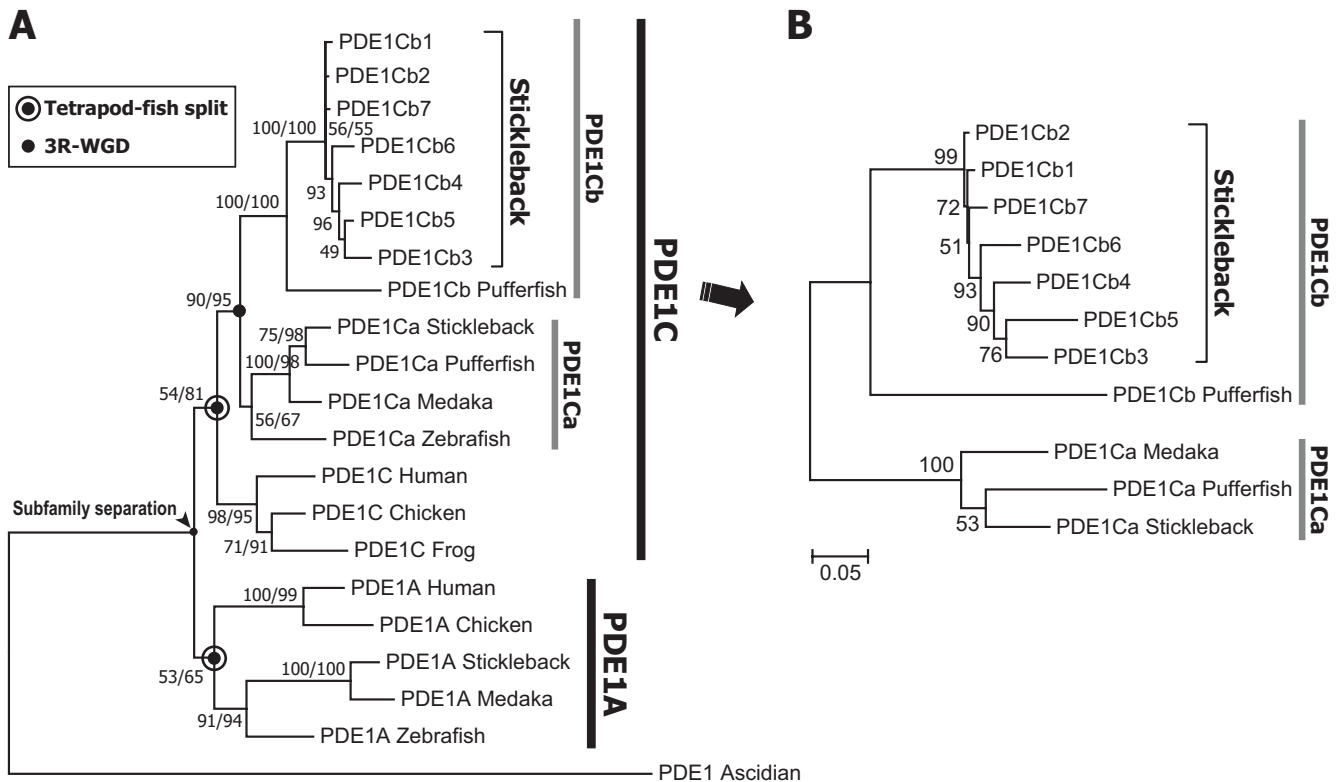 A
Tetrapod-fish split
3R-WGD
PDE1Cb1
PDE1Cb2
PDE1Cb7
100/100
56/55
PDE1Cb6
93
PDE1Cb4
100/100
96
PDE1Cb5
49
PDE1Cb3
PDE1Cb Pufferfish
Stickleback
PDE1Cb
90/95
PDE1Ca Stickleback
75/98
PDE1Ca Pufferfish
100/98
PDE1Ca Medaka
54/81
56/67
PDE1Ca Zebrafish
PDE1Ca
PDE1C
PDE1C Human
Subfamily separation
98/95
PDE1C Chicken
71/91
PDE1C Frog
PDE1A Human
100/99
PDE1A Chicken
53/65
PDE1A Stickleback
100/100
PDE1A Medaka
91/94
PDE1A Zebrafish
PDE1A
PDE1 Ascidian
B
PDE1Cb2
99
PDE1Cb1
72
PDE1Cb7
51
PDE1Cb6
93
PDE1Cb4
90
PDE1Cb5
76
PDE1Cb3
Stickleback
PDE1Cb
PDE1Cb Pufferfish
PDE1Ca Medaka
100
PDE1Ca Pufferfish
53
PDE1Ca Stickleback
PDE1Ca
0.05